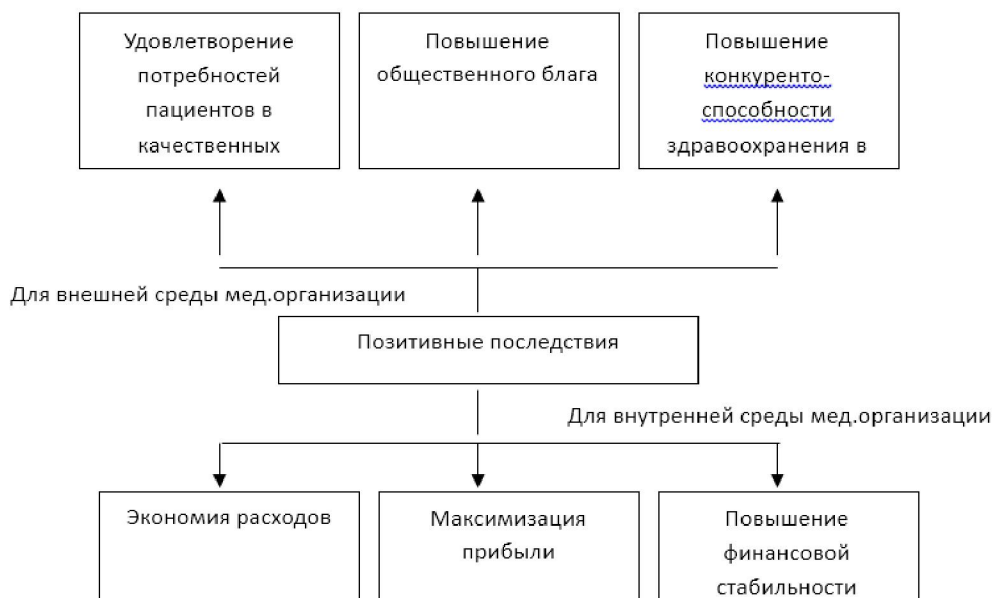 Удовлетворение
потребностей
пациентов в
качественных
Повышение
общественного блага
Повышение
конкуренто-
способности
здравоохранения в
Для внешней среды мед.организации
Позитивные последствия
Для внутренней среды мед.организации
Экономия расходов
Максимизация
прибыли
Повышение
финансовой
стабильности